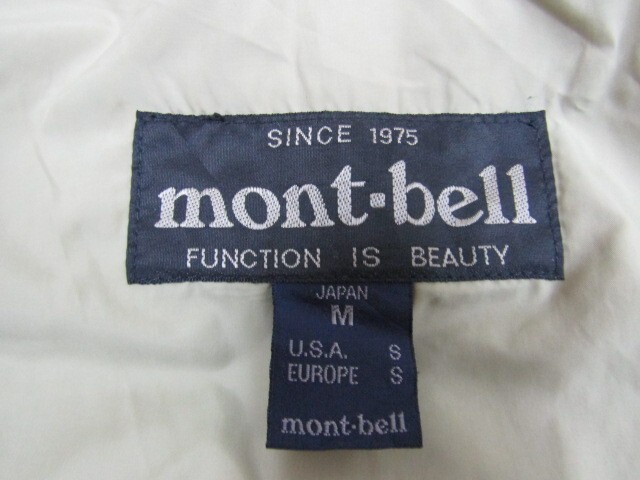 SINCE 1975
mont-bell
FUNCTION IS BEAUTY
JAPAN
M
U.S.A. S
EUROPE S
mont-bell